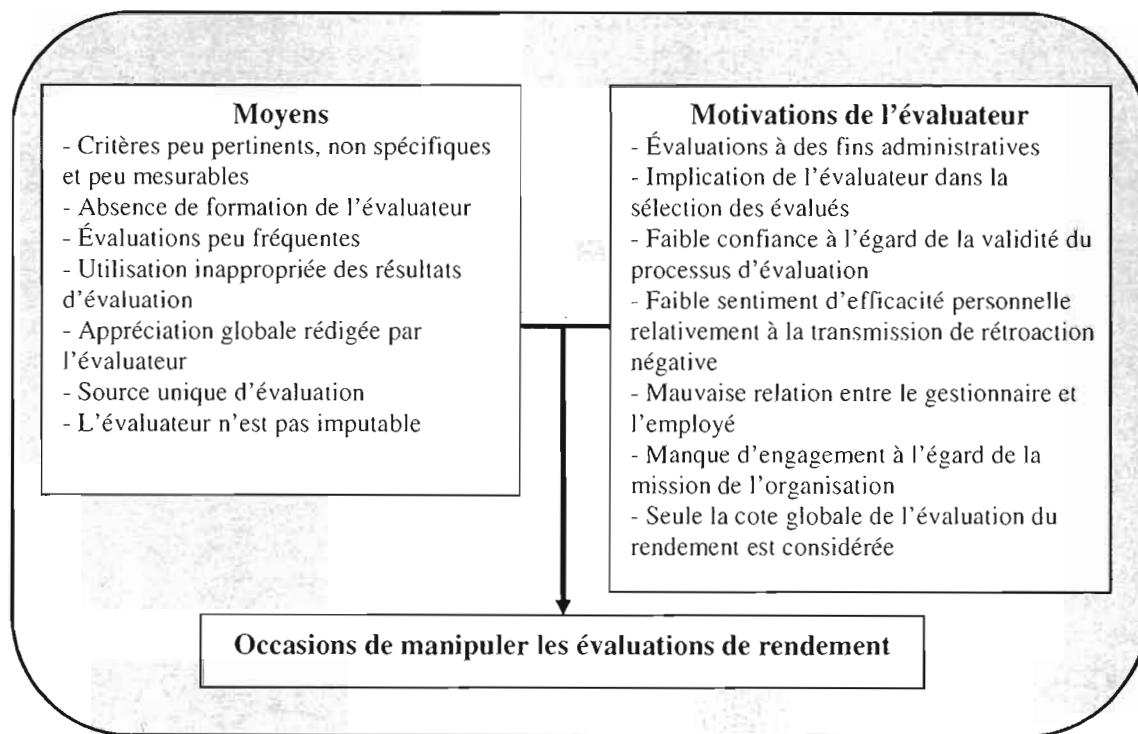 Moyens
- Critères peu pertinents, non spécifiques
et peu mesurables
- Absence de formation de l'évaluateur
- Évaluations peu fréquentes
- Utilisation inappropriée des résultats
d'évaluation
- Appréciation globale rédigée par
l'évaluateur
- Source unique d'évaluation
- L'évaluateur n'est pas imputable
Motivations de l'évaluateur
- Évaluations à des fins administratives
- Implication de l'évaluateur dans la
sélection des évalués
- Faible confiance à l'égard de la validité du
processus d'évaluation
- Faible sentiment d'efficacité personnelle
relativement à la transmission de rétroaction
négative
- Mauvaise relation entre le gestionnaire et
l'employé
- Manque d'engagement à l'égard de la
mission de l'organisation
- Seule la cote globale de l'évaluation du
rendement est considérée
Occasions de manipuler les évaluations de rendement